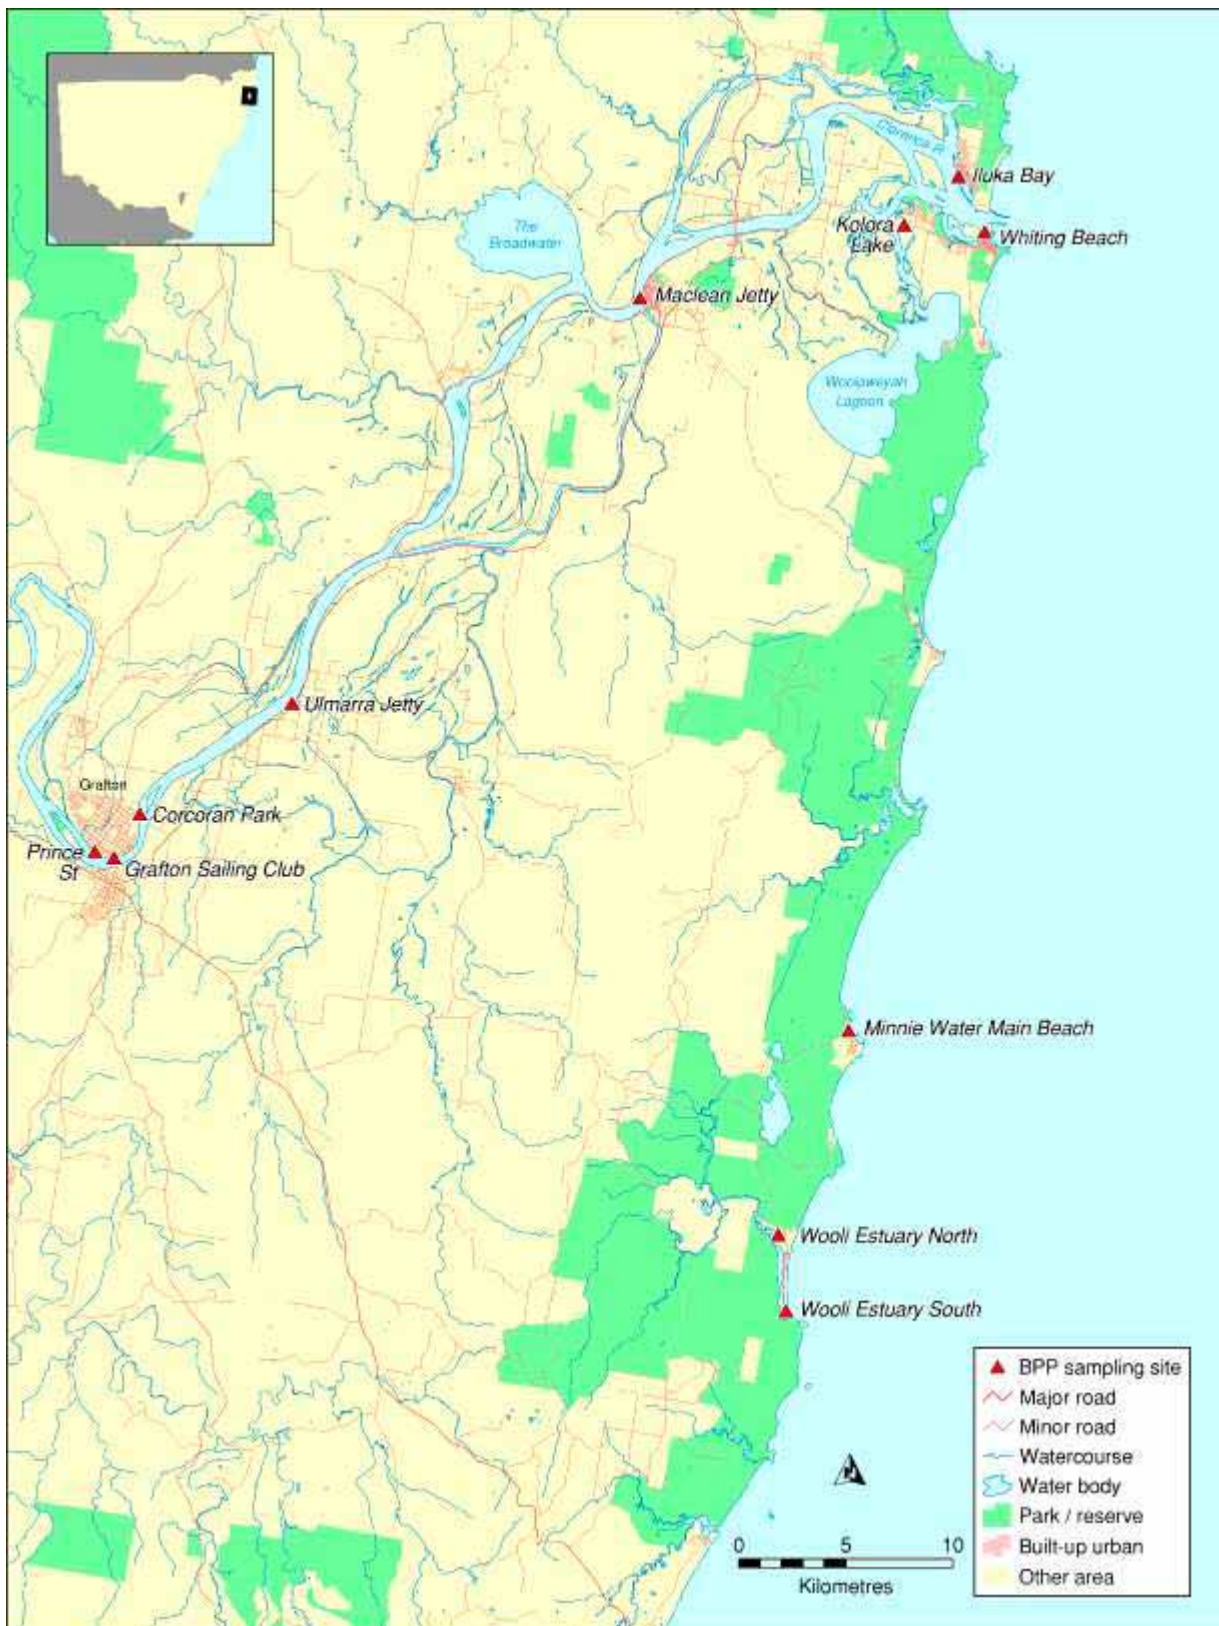 Clarence R
Iluka Bay
Kolora
Lake
Whiting Beach
The
Broadwater
Maclean Jetty
Wooloweyah
Lagoon
Ulmarra Jetty
Grafton
Corcoran Park
Prince
St
Grafton Sailing Club
Minnie Water Main Beach
Wooli Estuary North
Wooli Estuary South
BPP sampling site
Major road
Minor road
Watercourse
Water body
Park / reserve
Built-up urban
Other area
0 5 10
Kilometres